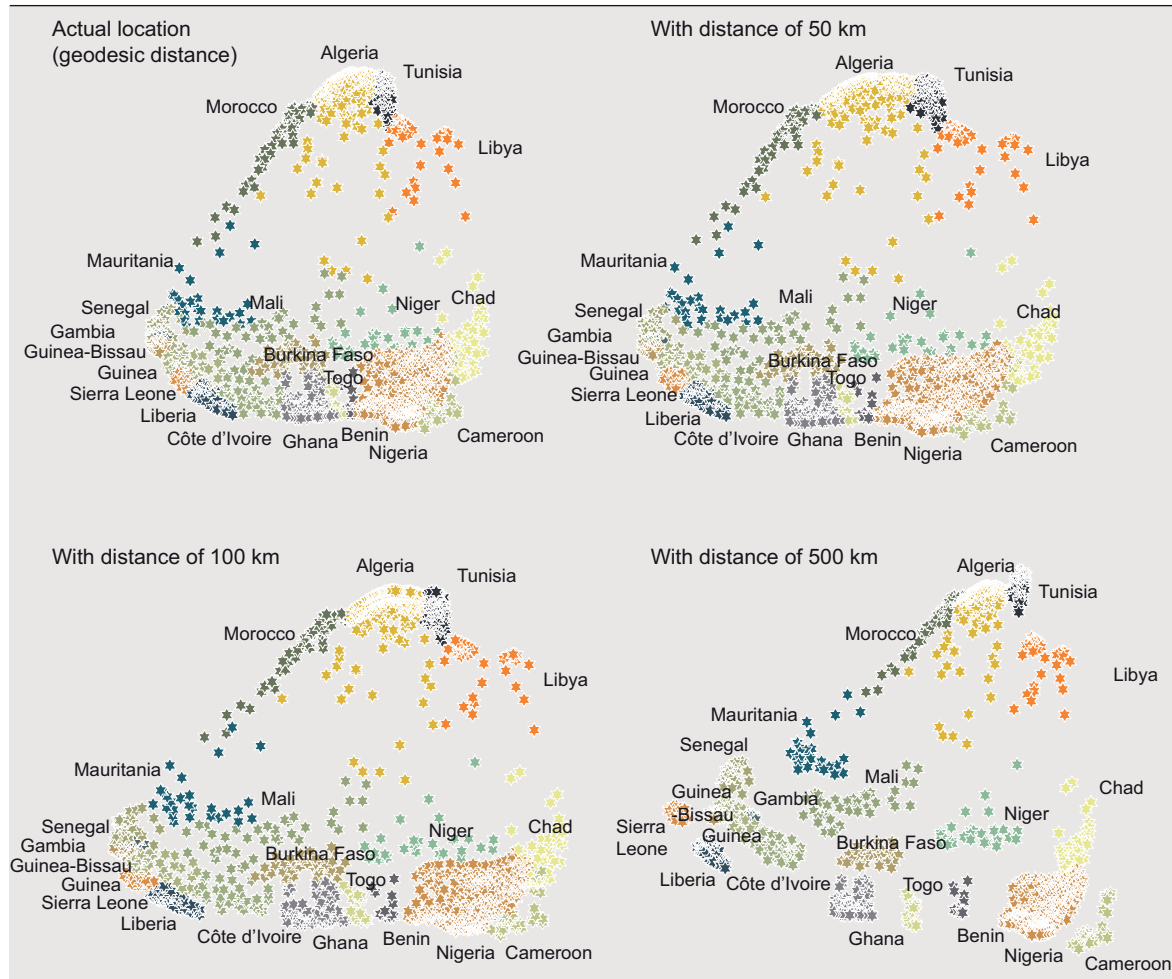 Actual location
(geodesic distance)
Algeria
Tunisia
Morocco
Libya
Mauritania
Senegal
Mali
Niger
Chad
Gambia
Guinea-Bissau
Burkina Faso
Guinea
Togo
Sierra Leone
Liberia
Côte d'Ivoire
Ghana
Benin
Nigeria
Cameroon
With distance of 50 km
Algeria
Tunisia
Morocco
Libya
Mauritania
Senegal
Mali
Niger
Chad
Gambia
Guinea-Bissau
Burkina Faso
Guinea
Togo
Sierra Leone
Liberia
Côte d'Ivoire
Ghana
Benin
Nigeria
Cameroon
With distance of 100 km
Algeria
Tunisia
Morocco
Libya
Mauritania
Mali
Senegal
Niger
Chad
Gambia
Guinea-Bissau
Burkina Faso
Guinea
Togo
Sierra Leone
Liberia
Côte d'Ivoire
Ghana
Benin
Nigeria
Cameroon
With distance of 500 km
Algeria
Tunisia
Morocco
Libya
Mauritania
Senegal
Mali
Chad
Guinea
-Bissau
Gambia
Niger
Sierra
Leone
Guinea
Burkina Faso
Liberia
Côte d'Ivoire
Togo
Ghana
Benin
Nigeria
Cameroon